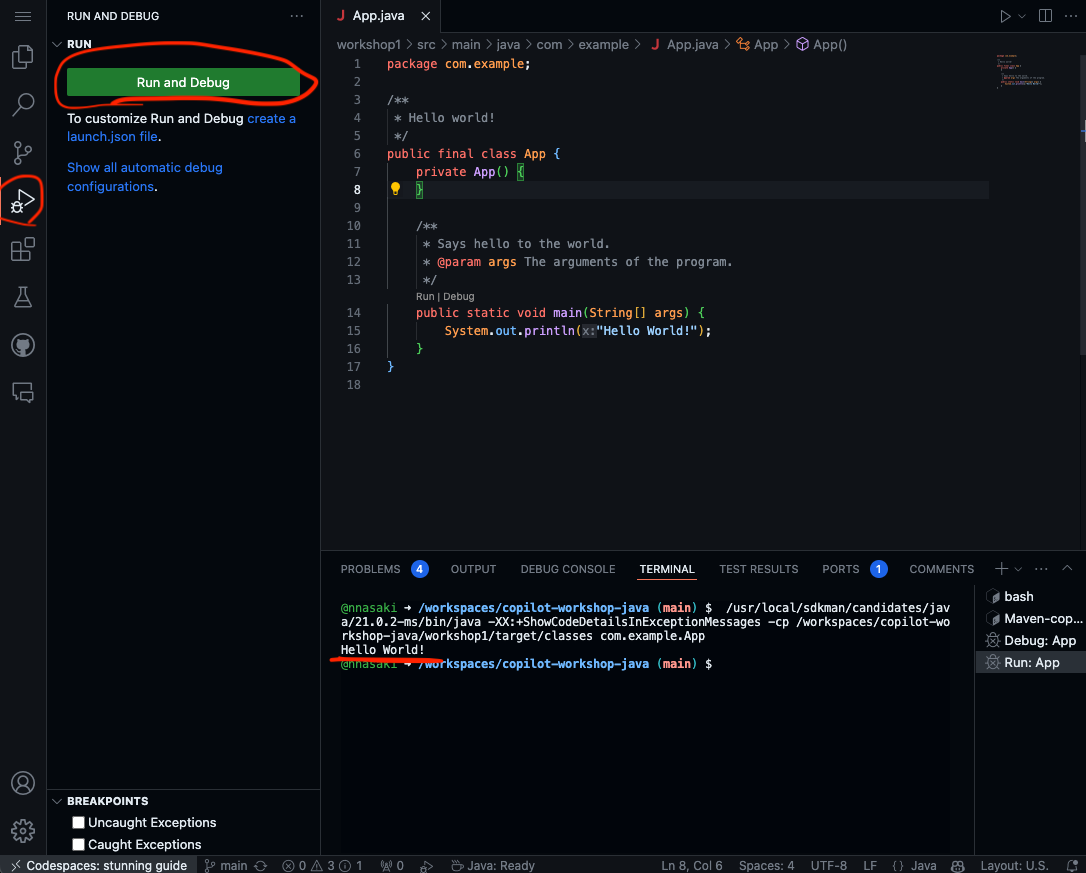 RUN AND DEBUG
RUN
Run and Debug
To customize Run and Debug create a
launch.json file.
Show all automatic debug
configurations.
BREAKPOINTS
Uncaught Exceptions
Caught Exceptions
J App.java
workshop1 > src > main > java > com > example > J App.java > App > App()
1 package com.example;
2
3 /**
4 * Hello world!
5 */
6 public final class App {
7 private App() {
8 }
9
10 /**
11 * Says hello to the world.
12 * @param args The arguments of the program.
13 */
Run | Debug
14 public static void main(String[] args) {
15 System.out.println(x:"Hello World!");
16 }
17 }
18
PROBLEMS 4 OUTPUT DEBUG CONSOLE TERMINAL TEST RESULTS PORTS 1 COMMENTS
@nnasaki ➜ /workspaces/copilot-workshop-java (main) $ /usr/local/sdkman/candidates/jav
a/21.0.2-ms/bin/java -XX:+ShowCodeDetailsInExceptionMessages -cp /workspaces/copilot-wo
rkshop-java/workshop1/target/classes com.example.App
Hello World!
@nnasaki ➜ /workspaces/copilot-workshop-java (main) $
bash
Maven-cop...
Debug: App
Run: App
Codespaces: stunning guide main 0 3 1 0 Java: Ready Ln 8, Col 6 Spaces: 4 UTF-8 LF {} Java Layout: U.S.